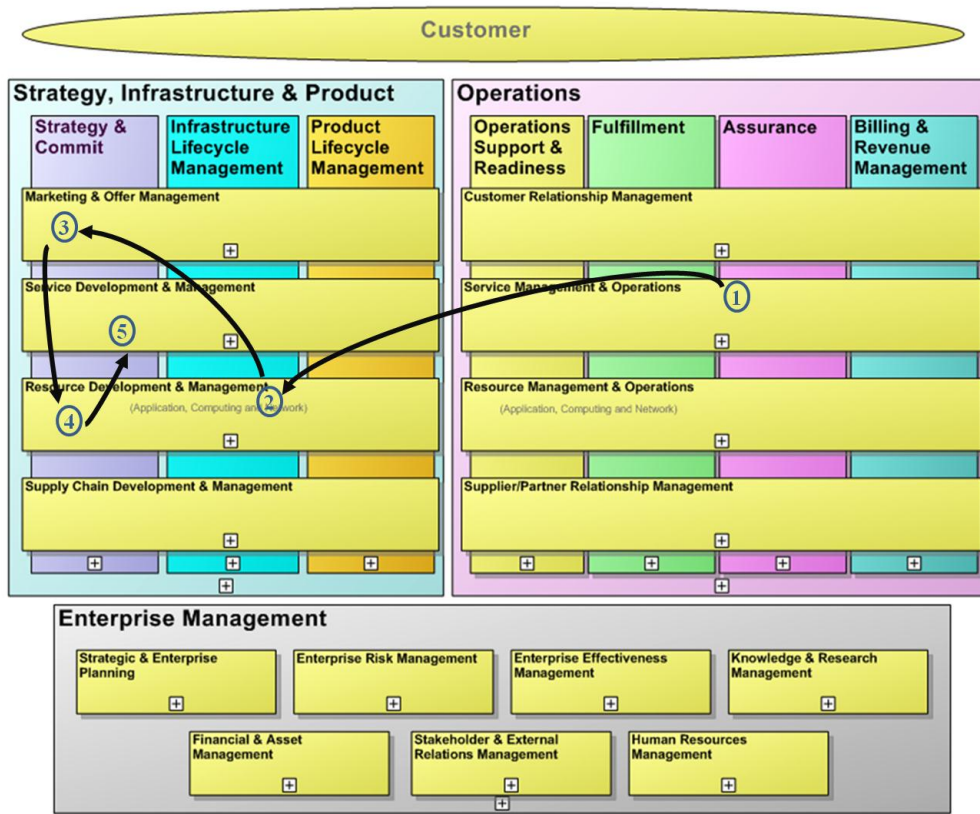 Customer
Strategy, Infrastructure & Product
Operations
Strategy &
Commit
Infrastructure
Lifecycle
Management
Product
Lifecycle
Management
Operations
Support &
Readiness
Fulfillment
Assurance
Billing &
Revenue
Management
Marketing & Offer Management
Customer Relationship Management
3
Service Development & Management
Service Management & Operations
1
5
Resource Development & Management
(Application, Computing and Network)
2
4
Resource Management & Operations
(Application, Computing and Network)
Supply Chain Development & Management
Supplier/Partner Relationship Management
Enterprise Management
Strategic & Enterprise
Planning
Enterprise Risk Management
Enterprise Effectiveness
Management
Knowledge & Research
Management
Financial & Asset
Management
Stakeholder & External
Relations Management
Human Resources
Management